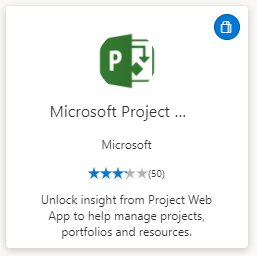 P
Microsoft Project ...
Microsoft
(50)
Unlock insight from Project Web
App to help manage projects,
portfolios and resources.